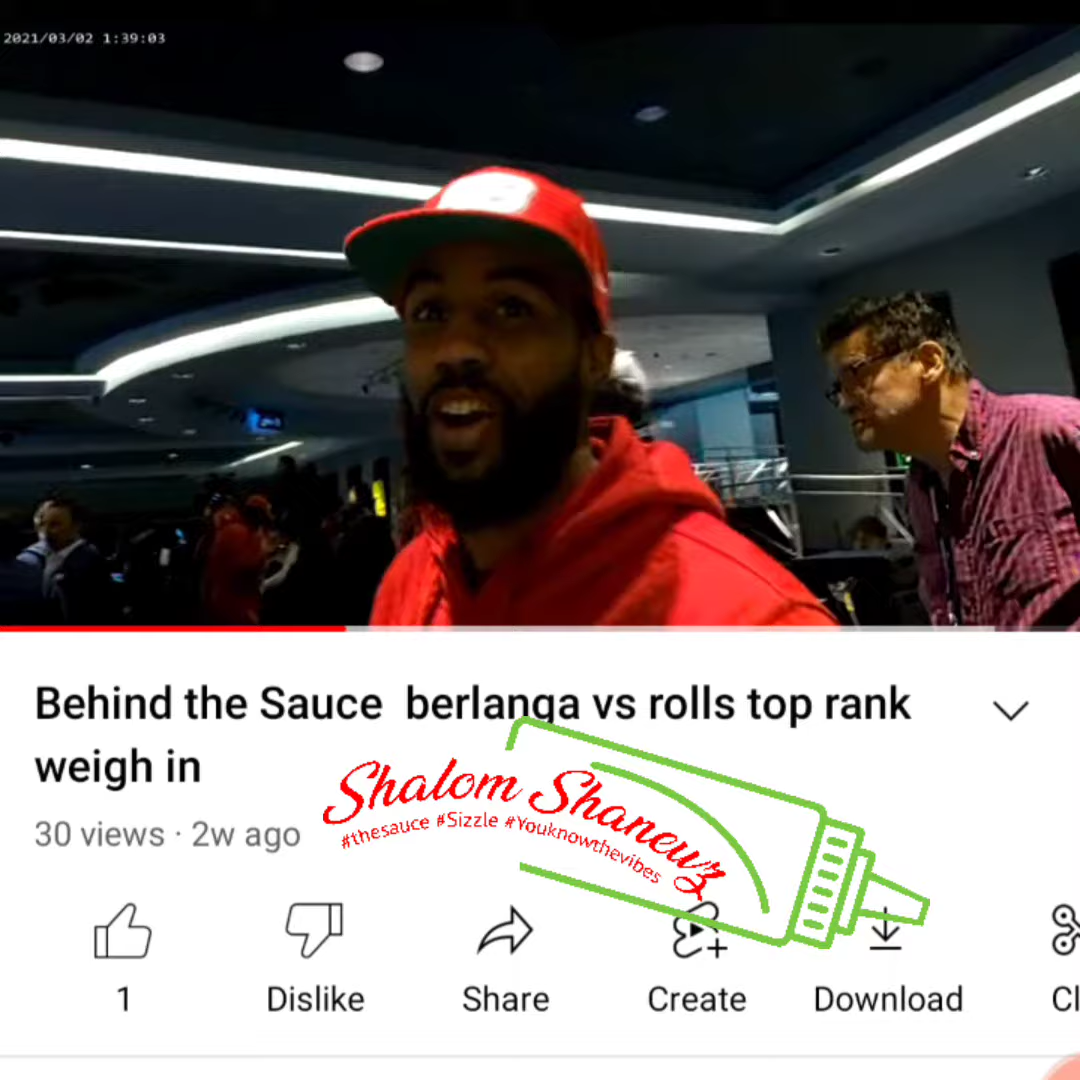 2021/03/02 1:39:03
Behind the Sauce berlanga vs rolls top rank
weigh in
Shalom Shanewz
#thesauce #Sizzle #Youknowthevibes
30 views · 2w ago
1
Dislike
Share
Create
Download
Cl